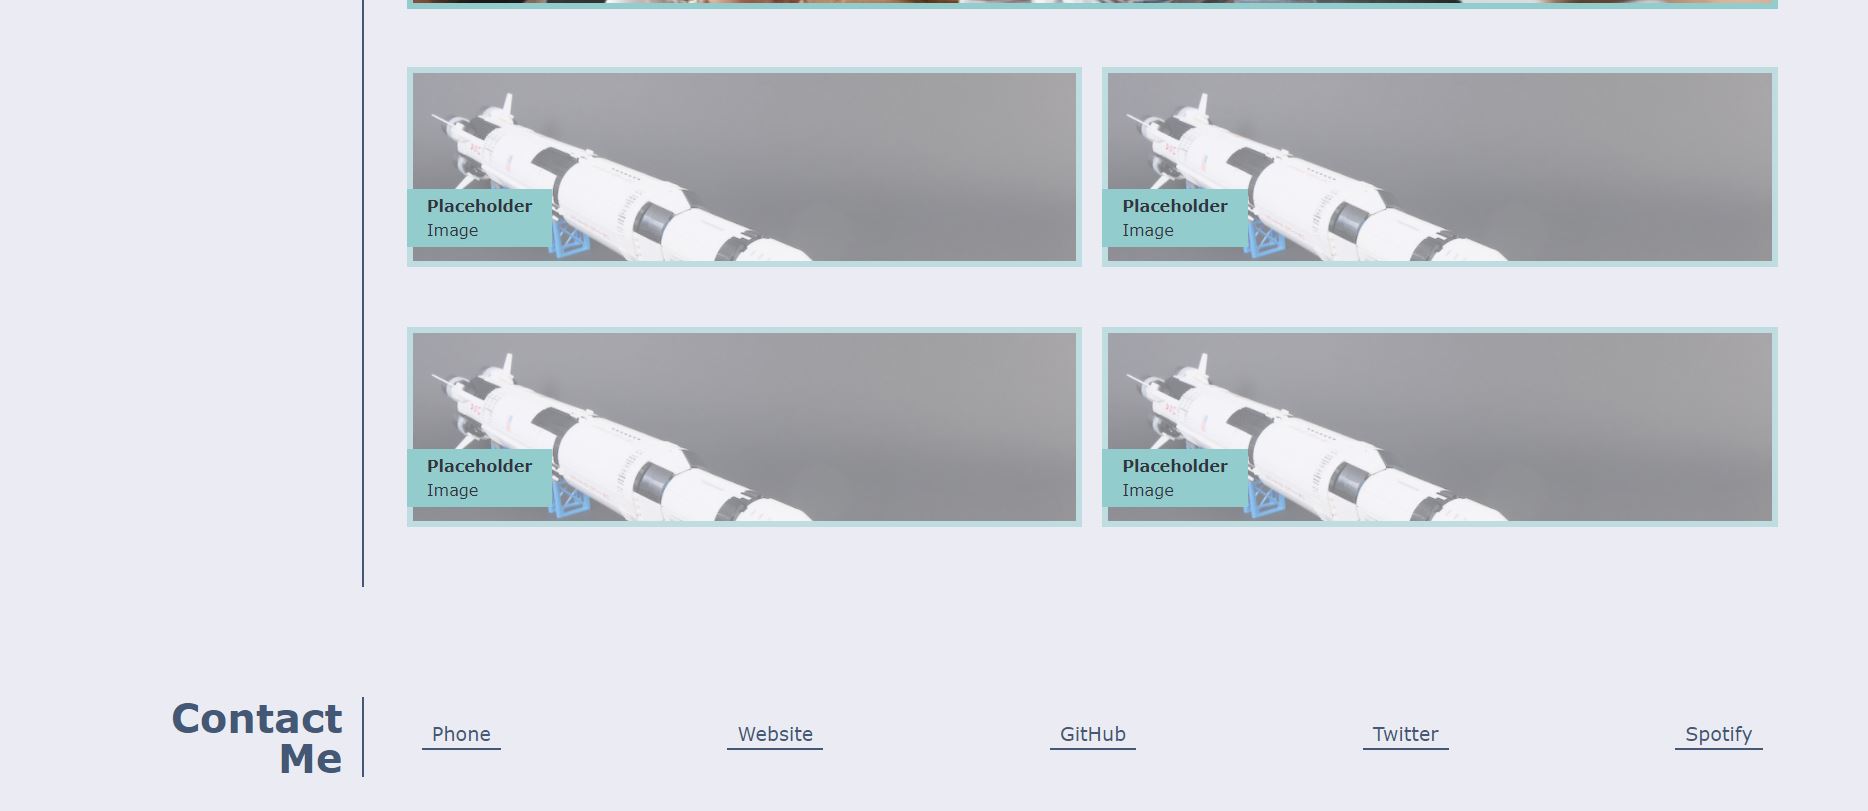 Placeholder
Image
Placeholder
Image
Placeholder
Image
Placeholder
Image
Contact
Me
Phone
Website
GitHub
Twitter
Spotify